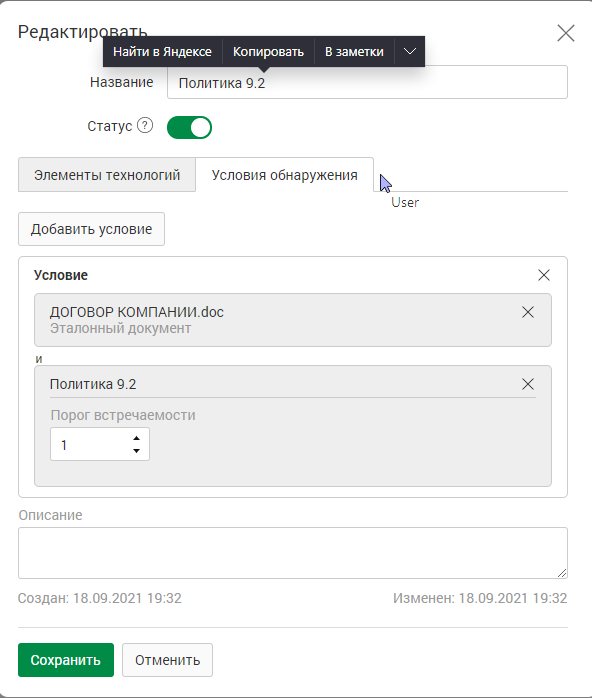 Редактировать
Найти в Яндексе Копировать В заметки
Название Политика 9.2
Статус ?
Элементы технологий Условия обнаружения
User
Добавить условие
Условие
ДОГОВОР КОМПАНИИ.doc
Эталонный документ
и
Политика 9.2
Порог встречаемости
1
Описание
Создан: 18.09.2021 19:32 Изменен: 18.09.2021 19:32
Сохранить Отменить